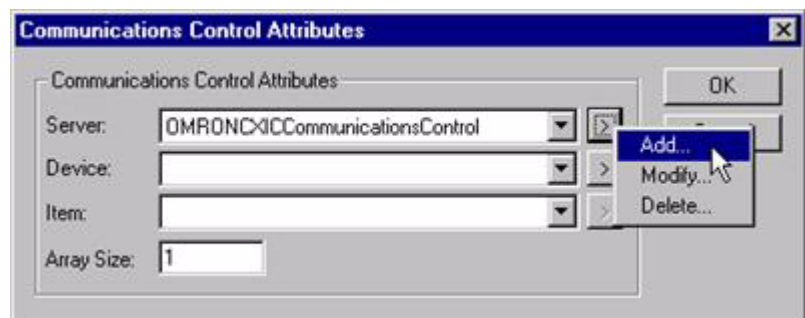 Communications Control Attributes
Communications Control Attributes
OK
Server: OMRONCXICCommunicationsControl >
Add...
Device: >
Modify...
Item: >
Delete...
Array Size: 1